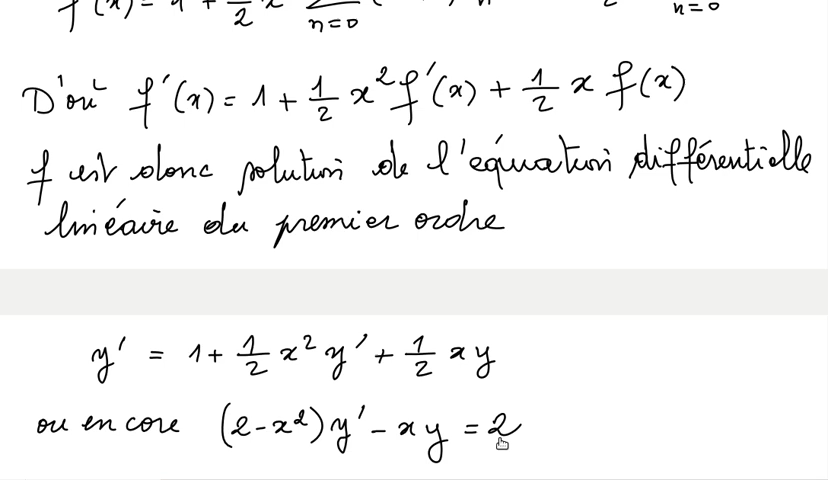 D'où f'(x) = 1 + 1/2 x² f'(x) + 1/2 x f(x)
f est donc solution de l'équation différentielle
linéaire du premier ordre
y' = 1 + 1/2 x² y' + 1/2 x y
ou encore (2 - x²) y' - x y = 2